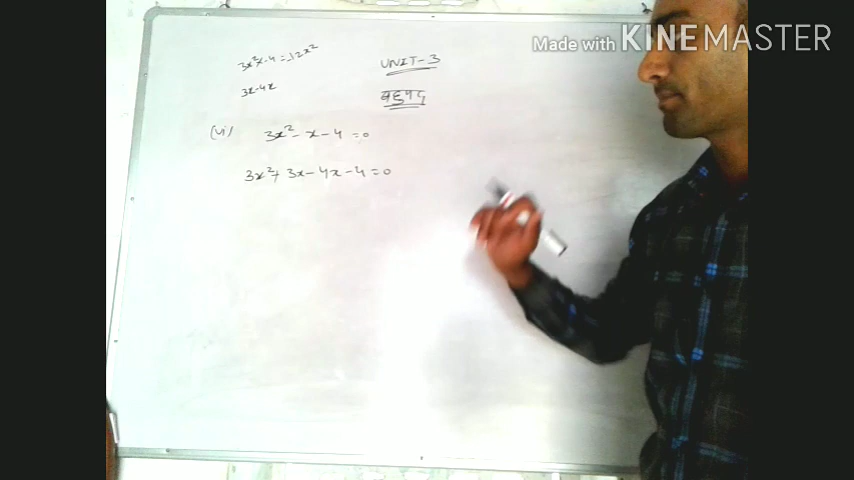 Made with KINEMASTER
3x²x-4=-12x²
UNIT-3
3x-4x
बहुपद
(vi) 3x²-x-4=0
3x²+3x-4x-4=0